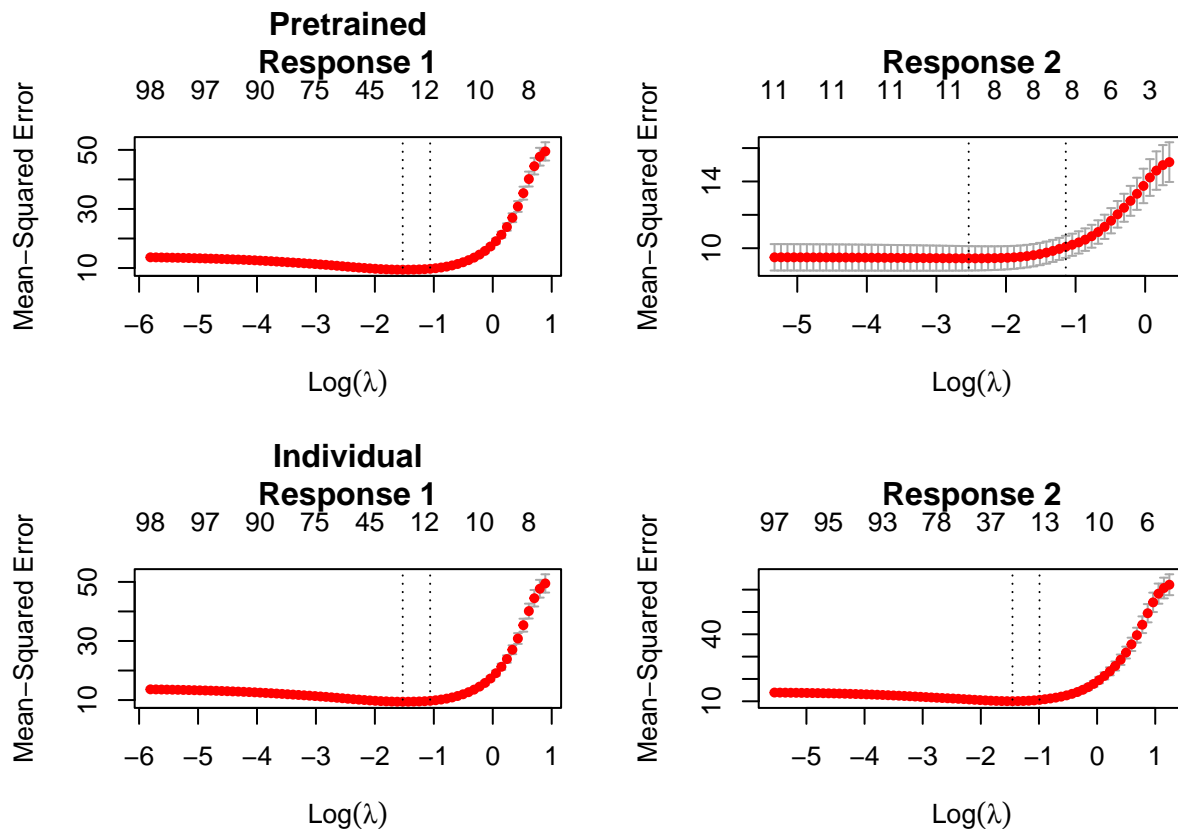 Pretrained
Response 1
98 97 90 75 45 12 10 8
Mean−Squared Error
10 30 50
−6 −5 −4 −3 −2 −1 0 1
Log(λ)
Response 2
11 11 11 11 8 8 8 6 3
Mean−Squared Error
10 14
−5 −4 −3 −2 −1 0
Log(λ)
Individual
Response 1
98 97 90 75 45 12 10 8
Mean−Squared Error
10 30 50
−6 −5 −4 −3 −2 −1 0 1
Log(λ)
Response 2
97 95 93 78 37 13 10 6
Mean−Squared Error
10 40
−5 −4 −3 −2 −1 0 1
Log(λ)